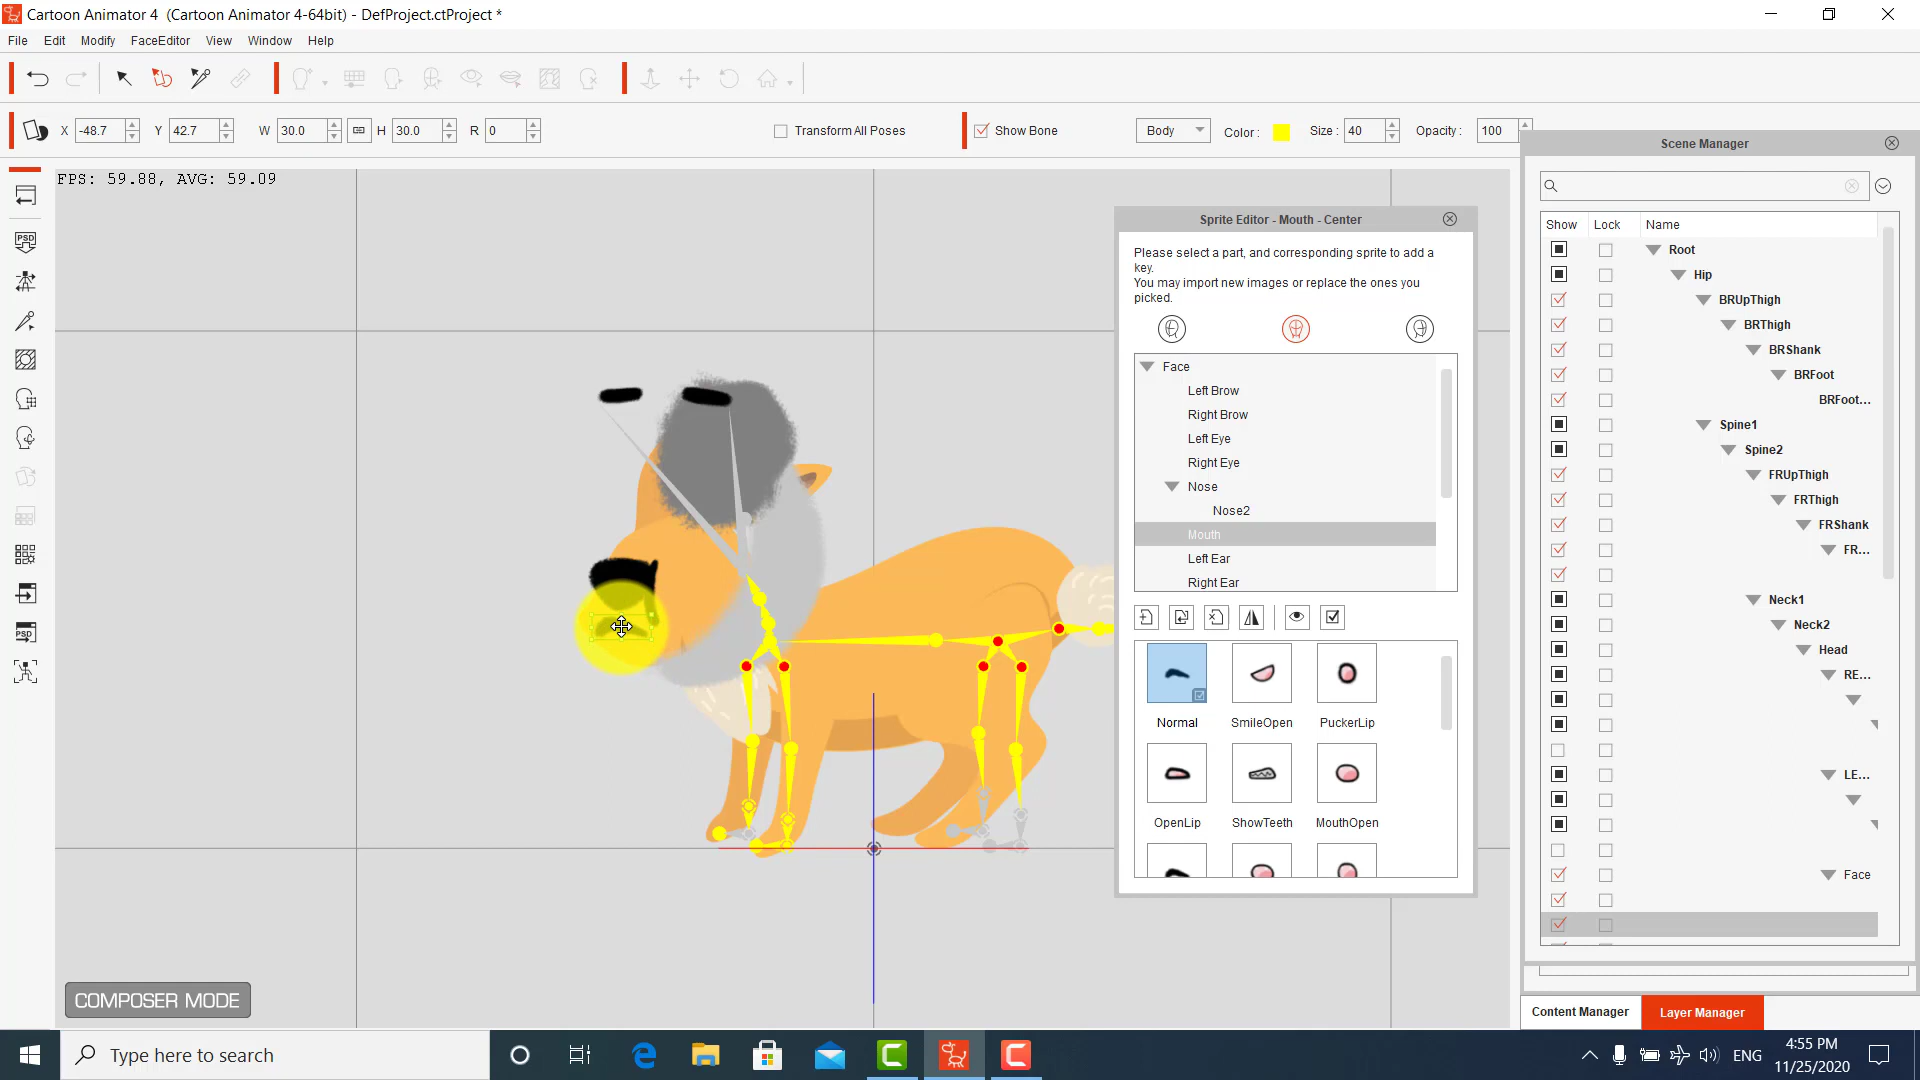 Cartoon Animator 4  (Cartoon Animator 4-64bit) - DefProject.ctProject *
File Edit Modify FaceEditor View Window Help
X -48.7 Y 42.7 W 30.0 H 30.0 R 0 Transform All Poses Show Bone Body Color : Size : 40 Opacity : 100
Scene Manager
FPS: 59.88, AVG: 59.09
Sprite Editor - Mouth - Center
Please select a part, and corresponding sprite to add a
key.
You may import new images or replace the ones you
picked.
Face
Left Brow
Right Brow
Left Eye
Right Eye
Nose
Nose2
Mouth
Left Ear
Right Ear
Normal SmileOpen PuckerLip
OpenLip ShowTeeth MouthOpen
Show Lock Name
Root
Hip
BRUpThigh
BRThigh
BRShank
BRFoot
BRFoot...
Spine1
Spine2
FRUpThigh
FRThigh
FRShank
FR...
Neck1
Neck2
Head
RE...
LE...
Face
COMPOSER MODE
Content Manager Layer Manager
PSD
PSD
Type here to search
ENG
4:55 PM
11/25/2020